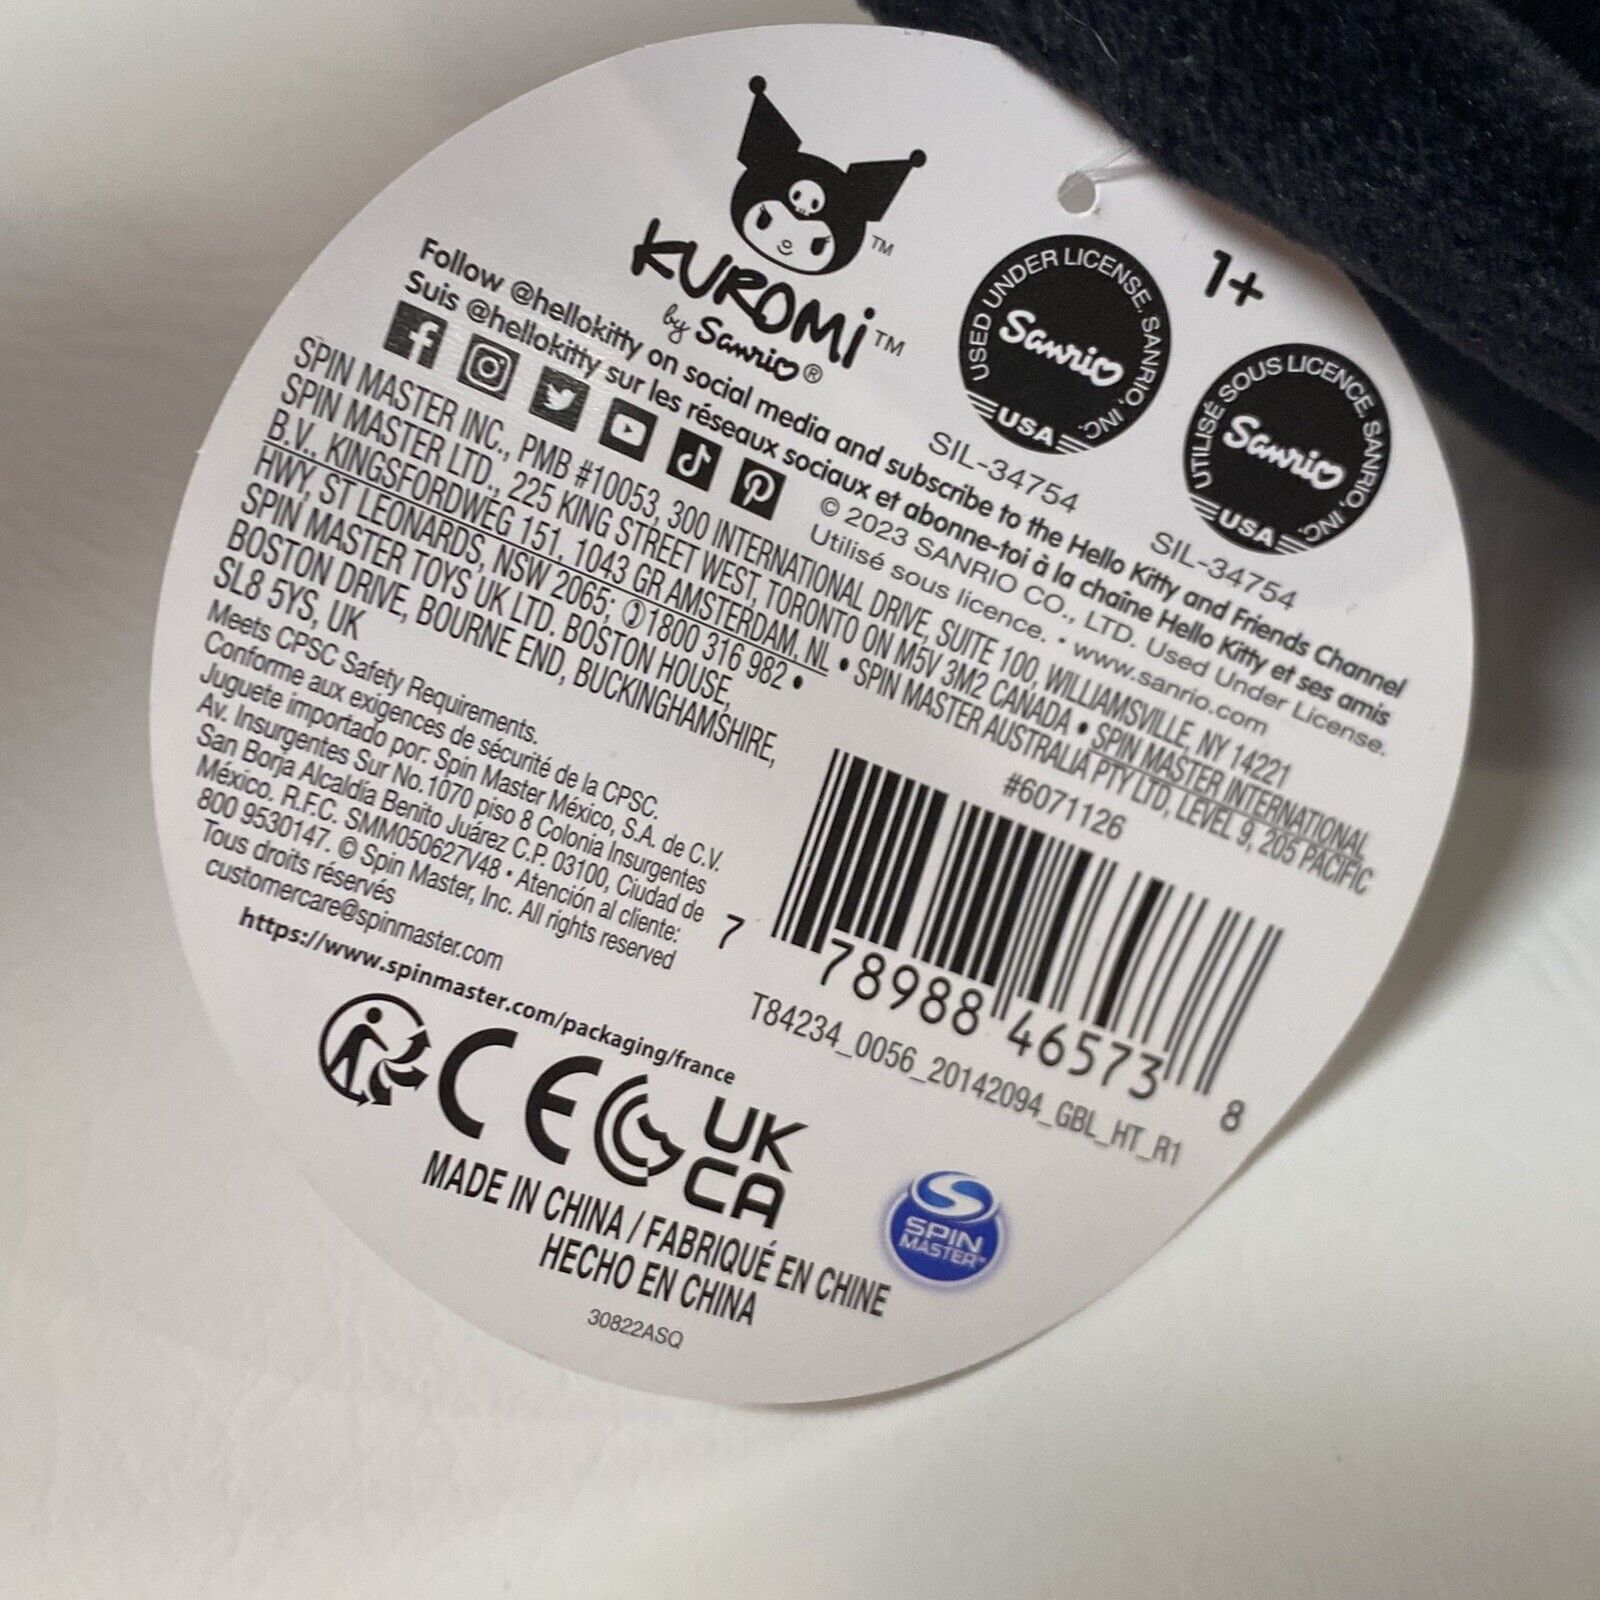 KUROMI™
™
by Sanrio®
1+
USED UNDER LICENSE. SANRIO, INC.
Sanrio
USA
SIL-34754
UTILISÉ SOUS LICENCE. SANRIO, INC.
Sanrio
USA
SIL-34754
Follow @hellokitty on social media and subscribe to the Hello Kitty and Friends Channel
Suis @hellokitty sur les réseaux sociaux et abonne-toi à la chaîne Hello Kitty et ses amis
© 2023 SANRIO CO., LTD. Used Under License.
Utilisé sous licence. • www.sanrio.com
SPIN MASTER INC., PMB #10053, 300 INTERNATIONAL DRIVE, SUITE 100, WILLIAMSVILLE, NY 14221
SPIN MASTER LTD., 225 KING STREET WEST, TORONTO ON M5V 3M2 CANADA • SPIN MASTER INTERNATIONAL
B.V., KINGSFORDWEG 151, 1043 GR AMSTERDAM, NL • SPIN MASTER AUSTRALIA PTY LTD, LEVEL 9, 205 PACIFIC
HWY, ST LEONARDS, NSW 2065; 1800 316 982 •
SPIN MASTER TOYS UK LTD. BOSTON HOUSE,
BOSTON DRIVE, BOURNE END, BUCKINGHAMSHIRE,
SL8 5YS, UK
Meets CPSC Safety Requirements.
Conforme aux exigences de sécurité de la CPSC.
Juguete importado por: Spin Master México, S.A. de C.V.
Av. Insurgentes Sur No.1070 piso 8 Colonia Insurgentes
San Borja Alcaldía Benito Juárez C.P. 03100, Ciudad de
México. R.F.C. SMM050627V48 • Atención al cliente:
800 9530147. © Spin Master, Inc. All rights reserved
Tous droits réservés
customercare@spinmaster.com
https://www.spinmaster.com/packaging/france
#6071126
7 78988 46573 8
T84234_0056_20142094_GBL_HT_R1
CE
UK
CA
SPIN
MASTER®
MADE IN CHINA / FABRIQUÉ EN CHINE
HECHO EN CHINA
30822ASQ